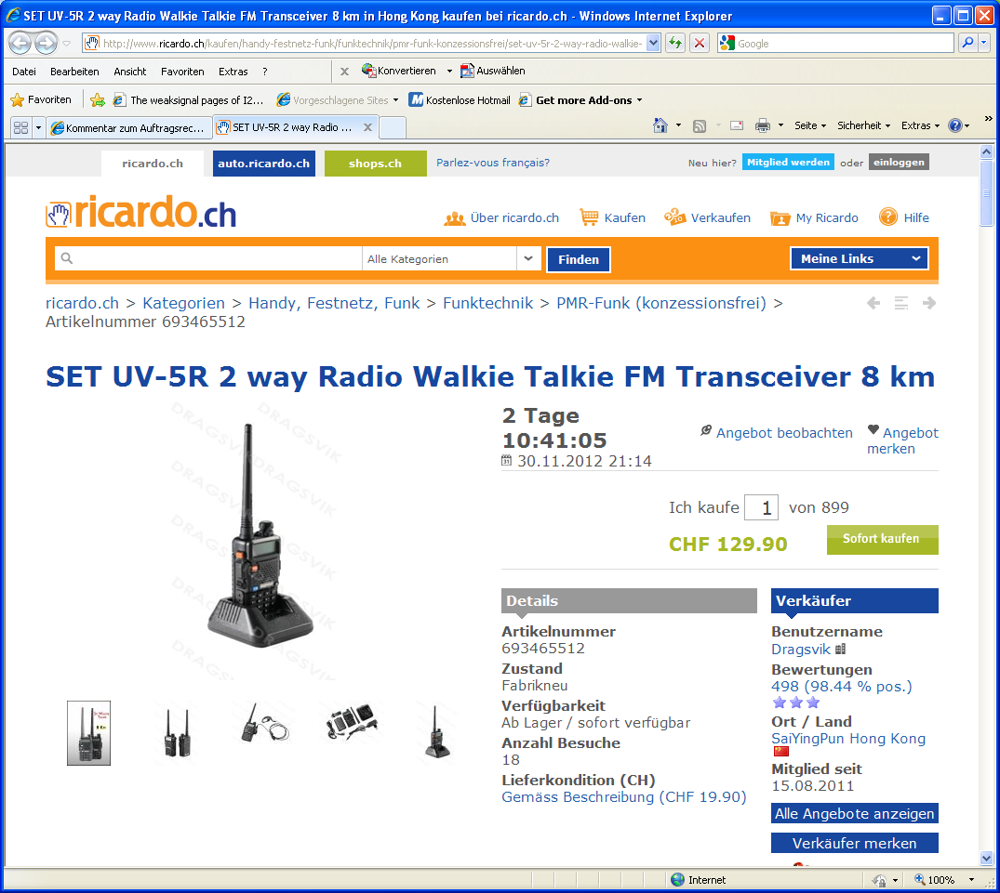 SET UV-5R 2 way Radio Walkie Talkie FM Transceiver 8 km in Hong Kong kaufen bei ricardo.ch - Windows Internet Explorer
http://www.ricardo.ch/kaufen/handy-festnetz-funk/funktechnik/pmr-funk-konzessionsfrei/set-uv-5r-2-way-radio-walkie-
Google
Datei Bearbeiten Ansicht Favoriten Extras ? x Konvertieren Auswählen
Favoriten The weaksignal pages of I2... Vorgeschlagene Sites Kostenlose Hotmail Get more Add-ons
Kommentar zum Auftragsrec... SET UV-5R 2 way Radio ... Seite Sicherheit Extras »
ricardo.ch auto.ricardo.ch shops.ch Parlez-vous français? Neu hier? Mitglied werden oder einloggen
ricardo.ch
Über ricardo.ch Kaufen Verkaufen My Ricardo Hilfe
Alle Kategorien Finden Meine Links
ricardo.ch > Kategorien > Handy, Festnetz, Funk > Funktechnik > PMR-Funk (konzessionsfrei) >
Artikelnummer 693465512
SET UV-5R 2 way Radio Walkie Talkie FM Transceiver 8 km
DRAGSVIK DRAGSVIK
2 Tage
10:41:05
30.11.2012 21:14
Angebot beobachten
Angebot
merken
Ich kaufe 1 von 899
CHF 129.90 Sofort kaufen
Details
Artikelnummer
693465512
Zustand
Fabrikneu
Verfügbarkeit
Ab Lager / sofort verfügbar
Anzahl Besuche
18
Lieferkondition (CH)
Gemäss Beschreibung (CHF 19.90)
Verkäufer
Benutzername
Dragsvik
Bewertungen
498 (98.44 % pos.)
Ort / Land
SaiYingPun Hong Kong
Mitglied seit
15.08.2011
Alle Angebote anzeigen
Verkäufer merken
Internet 100%